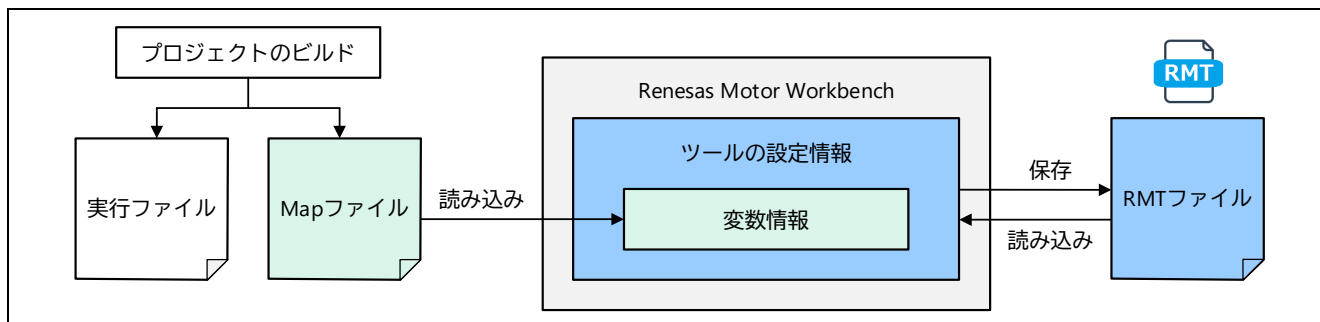 プロジェクトのビルド
Renesas Motor Workbench
RMT
ツールの設定情報
保存
実行ファイル
Mapファイル
読み込み
変数情報
RMTファイル
読み込み